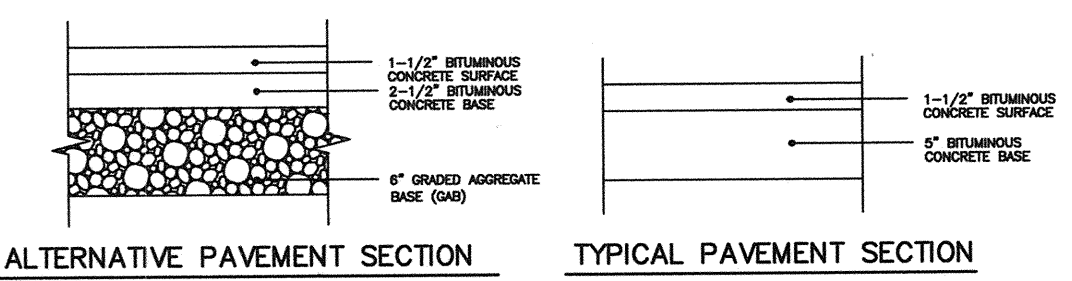 1-1/2" BITUMINOUS
CONCRETE SURFACE
2-1/2" BITUMINOUS
CONCRETE BASE
6" GRADED AGGREGATE
BASE (GAB)
ALTERNATIVE PAVEMENT SECTION
1-1/2" BITUMINOUS
CONCRETE SURFACE
5" BITUMINOUS
CONCRETE BASE
TYPICAL PAVEMENT SECTION